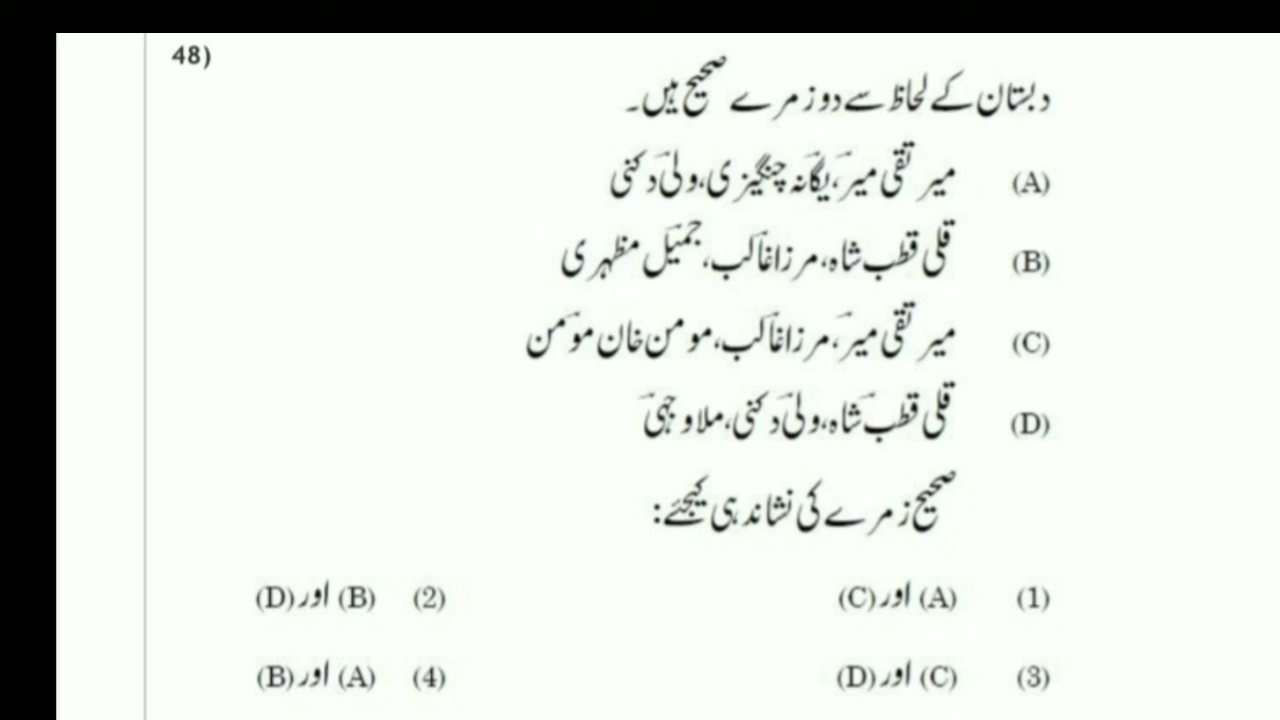 48)
دبستان کے لحاظ سے دو زمرے صحیح ہیں۔
(A) میر تقی میرؔ، یگانہؔ چنگیزی، ولیؔ دکنی
(B) قلی قطب شاہ، مرزا غالبؔ، جمیلؔ مظہری
(C) میر تقی میرؔ، مرزا غالبؔ، مومن خان مومنؔ
(D) قلی قطب شاہؔ، ولیؔ دکنی، ملا وجہیؔ
صحیح زمرے کی نشاندہی کیجئے:
(1) (A) اور (C) (2) (B) اور (D)
(3) (C) اور (D) (4) (A) اور (B)